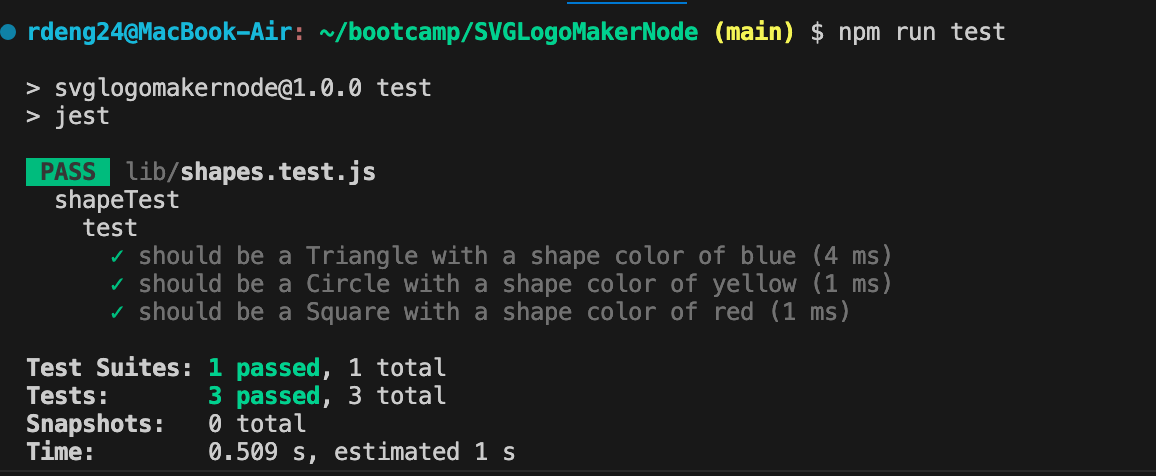 rdeng24@MacBook-Air: ~/bootcamp/SVGLogoMakerNode (main) $ npm run test
> svglogomakernode@1.0.0 test
> jest
PASS lib/shapes.test.js
shapeTest
test
✓ should be a Triangle with a shape color of blue (4 ms)
✓ should be a Circle with a shape color of yellow (1 ms)
✓ should be a Square with a shape color of red (1 ms)
Test Suites: 1 passed, 1 total
Tests: 3 passed, 3 total
Snapshots: 0 total
Time: 0.509 s, estimated 1 s